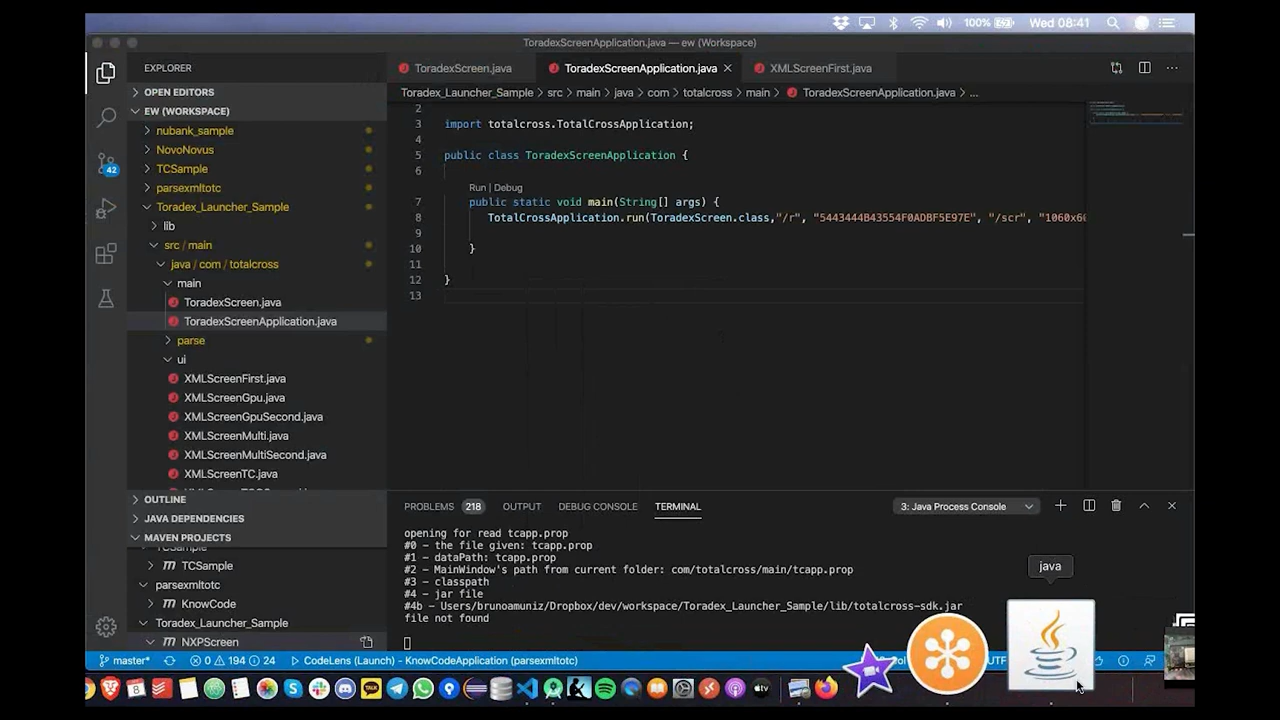 100% Wed 08:41
ToradexScreenApplication.java — ew (Workspace)
EXPLORER
ToradexScreen.java
ToradexScreenApplication.java
XMLScreenFirst.java
OPEN EDITORS
EW (WORKSPACE)
nubank_sample
NovoNovus
TCSample
parsexmltotc
Toradex_Launcher_Sample
lib
src / main
java / com / totalcross
main
ToradexScreen.java
ToradexScreenApplication.java
parse
ui
XMLScreenFirst.java
XMLScreenGpu.java
XMLScreenGpuSecond.java
XMLScreenMulti.java
XMLScreenMultiSecond.java
XMLScreenTC.java
OUTLINE
JAVA DEPENDENCIES
MAVEN PROJECTS
TCSample
TCSample
parsexmltotc
KnowCode
Toradex_Launcher_Sample
NXPScreen
42
Toradex_Launcher_Sample > src > main > java > com > totalcross > main > ToradexScreenApplication.java > ...
2
3 import totalcross.TotalCrossApplication;
4
5 public class ToradexScreenApplication {
6
Run | Debug
7 public static void main(String[] args) {
8 TotalCrossApplication.run(ToradexScreen.class,"/r", "5443444B43554F0ADBF5E97E", "/scr", "1060x60
9
10 }
11
12 }
13
PROBLEMS 218 OUTPUT DEBUG CONSOLE TERMINAL
3: Java Process Console
opening for read tcapp.prop
#0 - the file given: tcapp.prop
#1 - dataPath: tcapp.prop
#2 - MainWindow's path from current folder: com/totalcross/main/tcapp.prop
#3 - classpath
#4 - jar file
#4b - Users/brunoamuniz/Dropbox/dev/workspace/Toradex_Launcher_Sample/lib/totalcross-sdk.jar
file not found
java
master* 0 194 24 CodeLens (Launch) - KnowCodeApplication (parsexmltotc)
UTF
8
TALK
tv